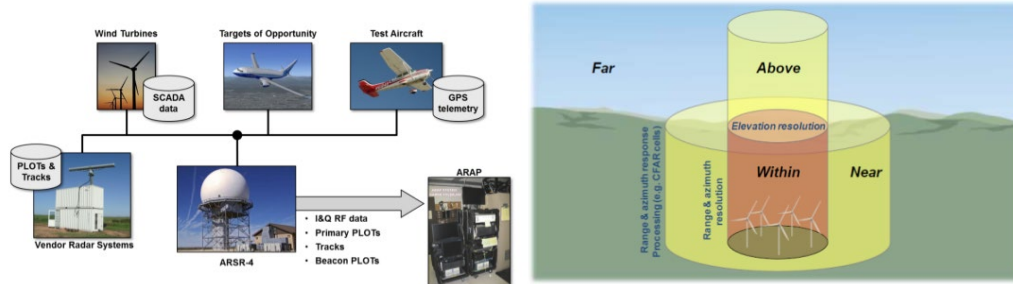 Wind Turbines
Targets of Opportunity
Test Aircraft
SCADA
data
GPS
telemetry
PLOTs &
Tracks
Vendor Radar Systems
ARSR-4
• I&Q RF data
• Primary PLOTs
• Tracks
• Beacon PLOTs
ARAP
Far
Above
Elevation resolution
Within
Near
Range & azimuth response
Processing (e.g. CFAR cells)
Range & azimuth
resolution